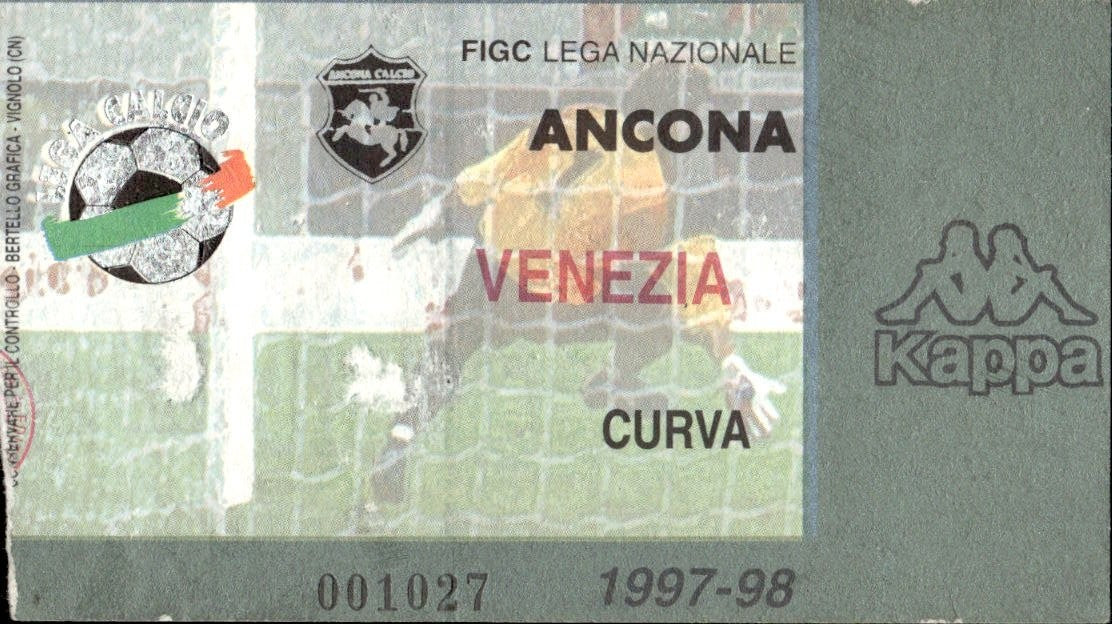 FIGC LEGA NAZIONALE
ANCONA CALCIO
LEGA CALCIO
ANCONA
VENEZIA
CURVA
Kappa
001027
1997-98
CONSERVARE PER IL CONTROLLO - BERTELLO GRAFICA - VIGNOLO (CN)